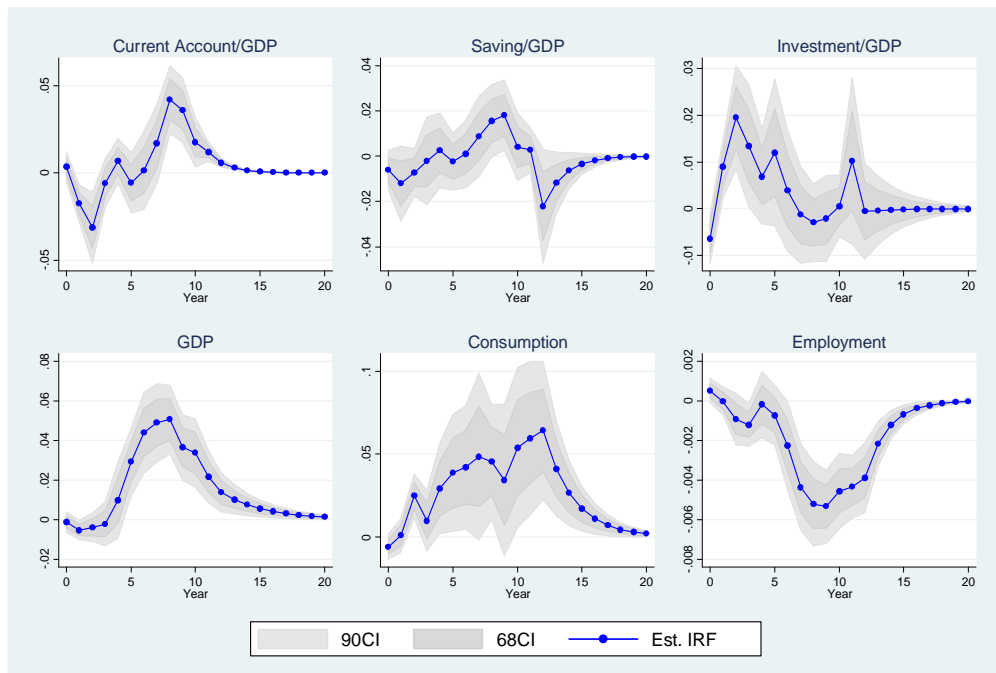 Current Account/GDP
.05
0
-.05
0 5 10 15 20
Year
Saving/GDP
.04
.02
0
-.02
-.04
0 5 10 15 20
Year
Investment/GDP
.03
.02
.01
0
-.01
0 5 10 15 20
Year
GDP
.08
.06
.04
.02
0
-.02
0 5 10 15 20
Year
Consumption
.1
.05
0
0 5 10 15 20
Year
Employment
.002
0
-.002
-.004
-.006
-.008
0 5 10 15 20
Year
90CI 68CI Est. IRF